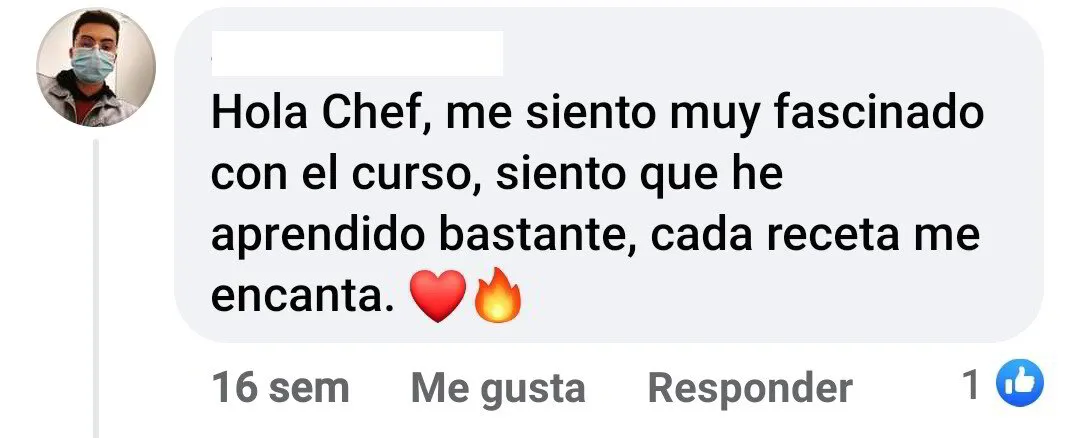 Hola Chef, me siento muy fascinado
con el curso, siento que he
aprendido bastante, cada receta me
encanta. ❤️🔥
16 sem Me gusta Responder 1